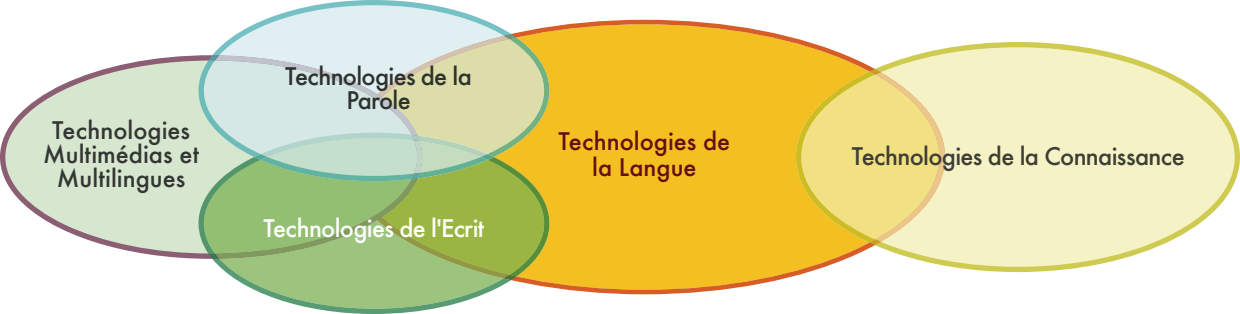 Technologies de la
Parole
Technologies
Multimédias et
Multilingues
Technologies de
la Langue
Technologies de la Connaissance
Technologies de l'Ecrit